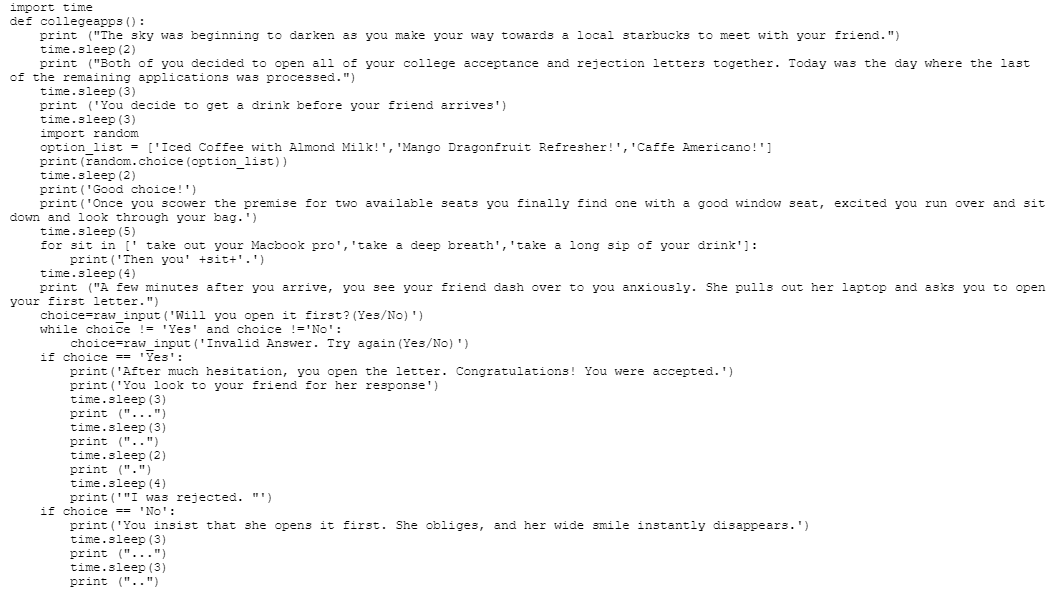 import time
def collegeapps():
    print ("The sky was beginning to darken as you make your way towards a local starbucks to meet with your friend.")
    time.sleep(2)
    print ("Both of you decided to open all of your college acceptance and rejection letters together. Today was the day where the last
of the remaining applications was processed.")
    time.sleep(3)
    print ('You decide to get a drink before your friend arrives')
    time.sleep(3)
    import random
    option_list = ['Iced Coffee with Almond Milk!','Mango Dragonfruit Refresher!','Caffe Americano!']
    print(random.choice(option_list))
    time.sleep(2)
    print('Good choice!')
    print('Once you scower the premise for two available seats you finally find one with a good window seat, excited you run over and sit
down and look through your bag.')
    time.sleep(5)
    for sit in [' take out your Macbook pro','take a deep breath','take a long sip of your drink']:
        print('Then you' +sit+'.')
    time.sleep(4)
    print ("A few minutes after you arrive, you see your friend dash over to you anxiously. She pulls out her laptop and asks you to open
your first letter.")
    choice=raw_input('Will you open it first?(Yes/No)')
    while choice != 'Yes' and choice !='No':
        choice=raw_input('Invalid Answer. Try again(Yes/No)')
    if choice == 'Yes':
        print('After much hesitation, you open the letter. Congratulations! You were accepted.')
        print('You look to your friend for her response')
        time.sleep(3)
        print ("...")
        time.sleep(3)
        print ("..")
        time.sleep(2)
        print (".")
        time.sleep(4)
        print('"I was rejected. "')
    if choice == 'No':
        print('You insist that she opens it first. She obliges, and her wide smile instantly disappears.')
        time.sleep(3)
        print ("...")
        time.sleep(3)
        print ("..")